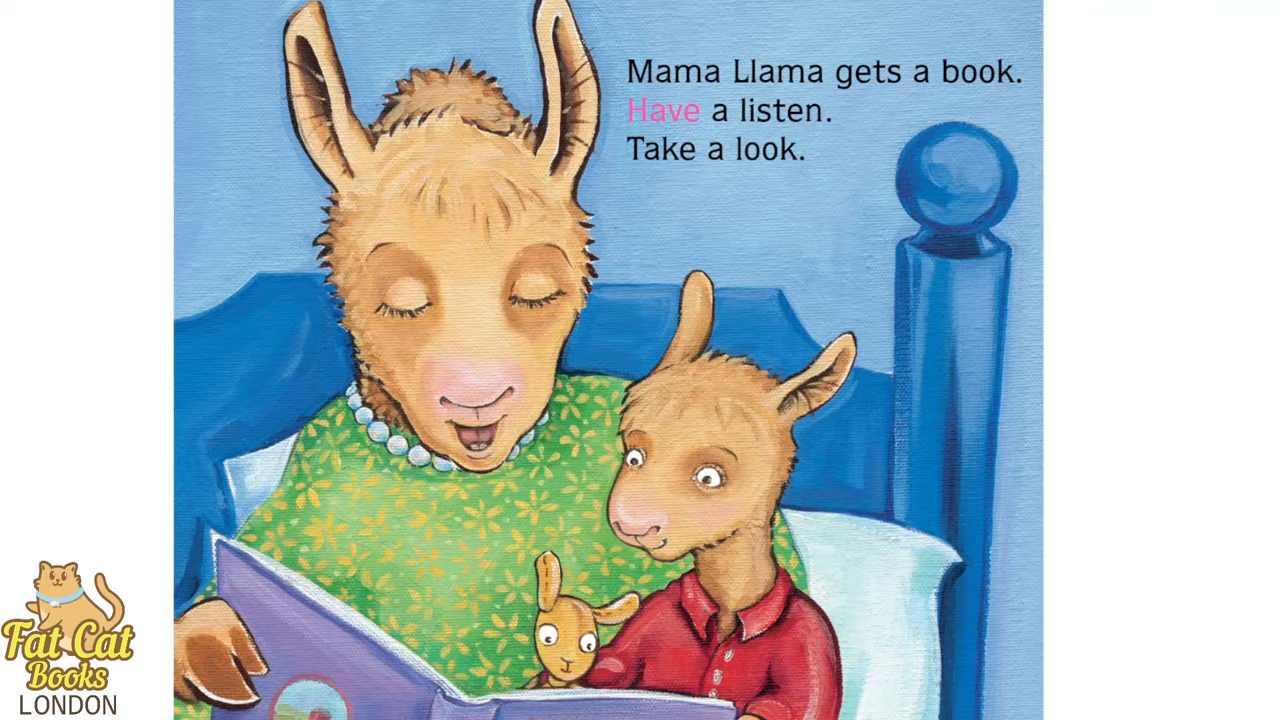 Mama Llama gets a book.
Have a listen.
Take a look.
Fat Cat
Books
LONDON